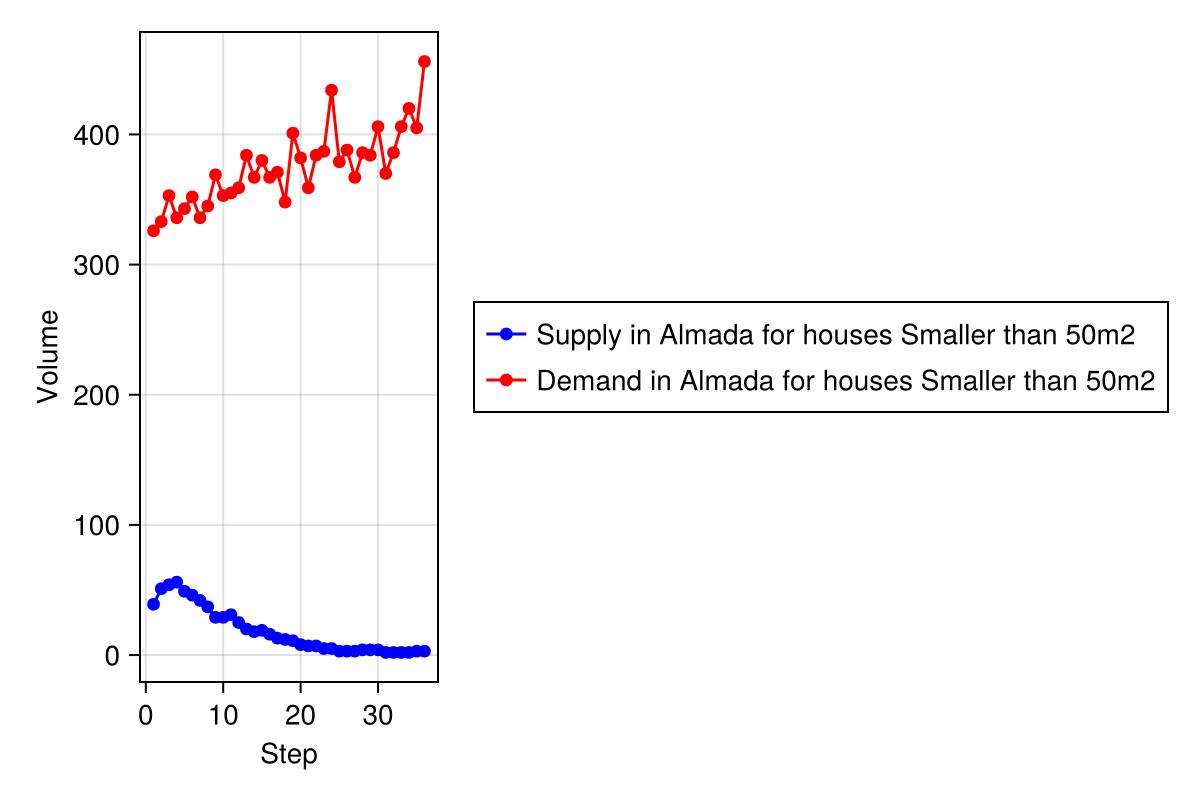 Volume
400
300
200
100
0
0 10 20 30
Step
Supply in Almada for houses Smaller than 50m2
Demand in Almada for houses Smaller than 50m2